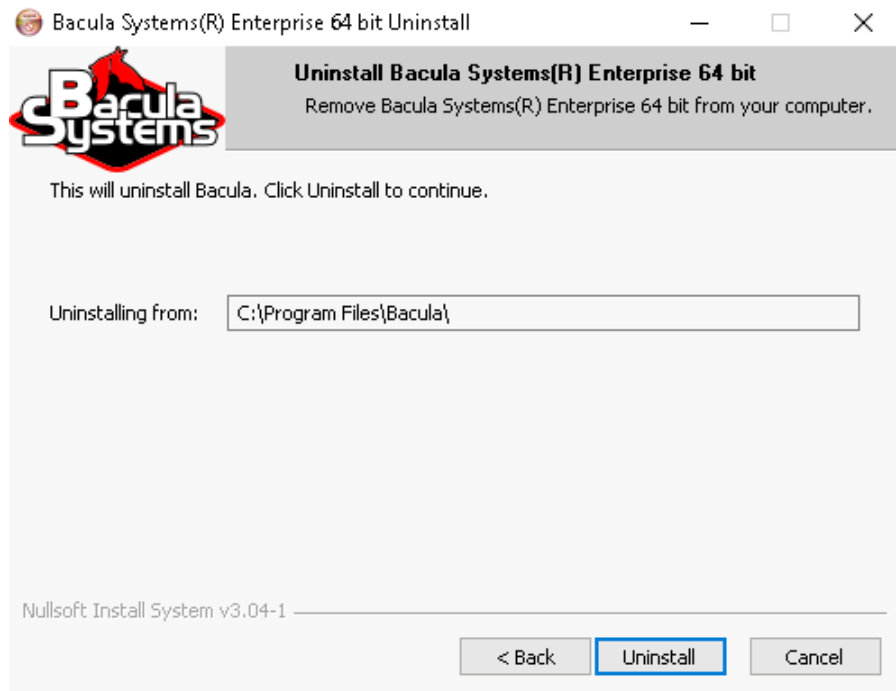 Bacula Systems(R) Enterprise 64 bit Uninstall
Bacula
Systems
Uninstall Bacula Systems(R) Enterprise 64 bit
Remove Bacula Systems(R) Enterprise 64 bit from your computer.
This will uninstall Bacula. Click Uninstall to continue.
Uninstalling from: C:\Program Files\Bacula\
Nullsoft Install System v3.04-1
< Back Uninstall Cancel